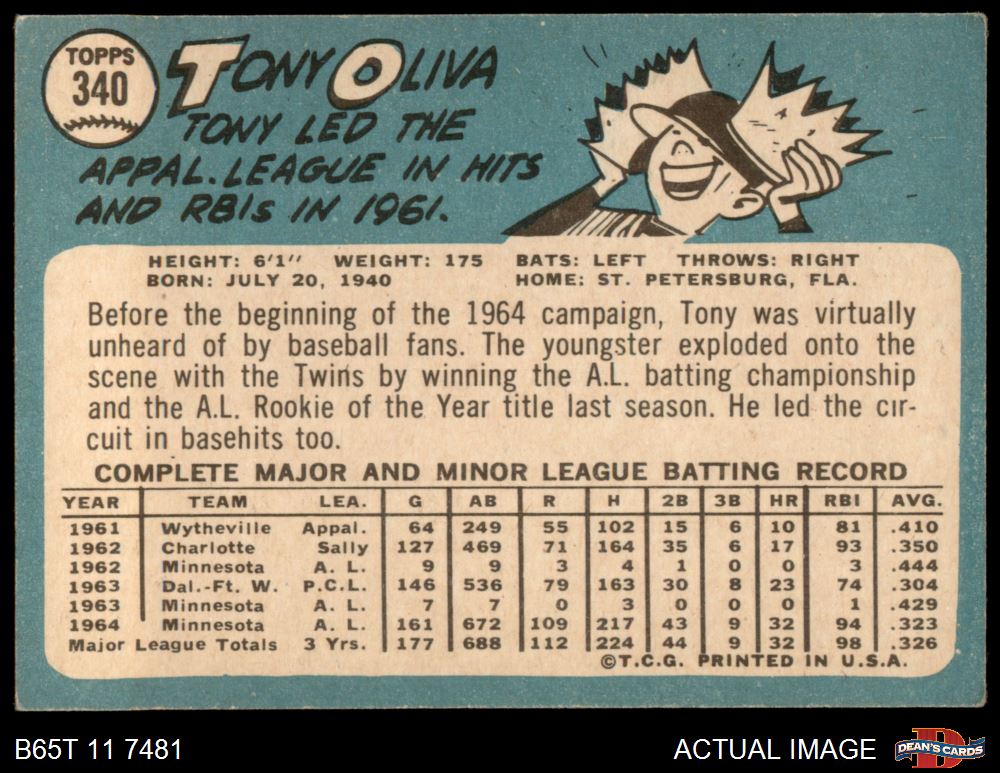 TOPPS
340
TONY OLIVA
TONY LED THE
APPAL. LEAGUE IN HITS
AND RBIs IN 1961.
HEIGHT: 6'1" WEIGHT: 175 BATS: LEFT THROWS: RIGHT
BORN: JULY 20, 1940 HOME: ST. PETERSBURG, FLA.
Before the beginning of the 1964 campaign, Tony was virtually
unheard of by baseball fans. The youngster exploded onto the
scene with the Twins by winning the A.L. batting championship
and the A.L. Rookie of the Year title last season. He led the cir-
cuit in basehits too.
COMPLETE MAJOR AND MINOR LEAGUE BATTING RECORD
YEAR TEAM LEA. G AB R H 2B 3B HR RBI AVG.
1961 Wytheville Appal. 64 249 55 102 15 6 10 81 .410
1962 Charlotte Sally 127 469 71 164 35 6 17 93 .350
1962 Minnesota A. L. 9 9 3 4 1 0 0 3 .444
1963 Dal.-Ft. W. P.C.L. 146 536 79 163 30 8 23 74 .304
1963 Minnesota A. L. 7 7 0 3 0 0 0 1 .429
1964 Minnesota A. L. 161 672 109 217 43 9 32 94 .323
Major League Totals 3 Yrs. 177 688 112 224 44 9 32 98 .326
©T.C.G. PRINTED IN U.S.A.
B65T 11 7481 ACTUAL IMAGE
D
DEAN'S CARDS